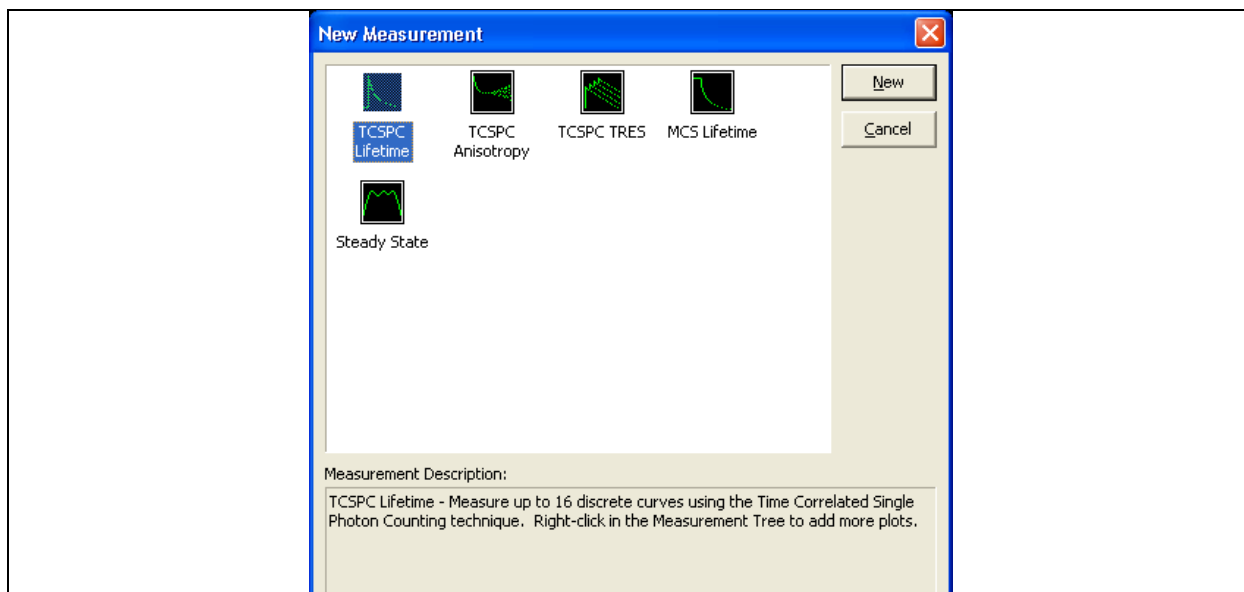 New Measurement
New
Cancel
TCSPC Lifetime
TCSPC Anisotropy
TCSPC TRES
MCS Lifetime
Steady State
Measurement Description:
TCSPC Lifetime - Measure up to 16 discrete curves using the Time Correlated Single
Photon Counting technique. Right-click in the Measurement Tree to add more plots.